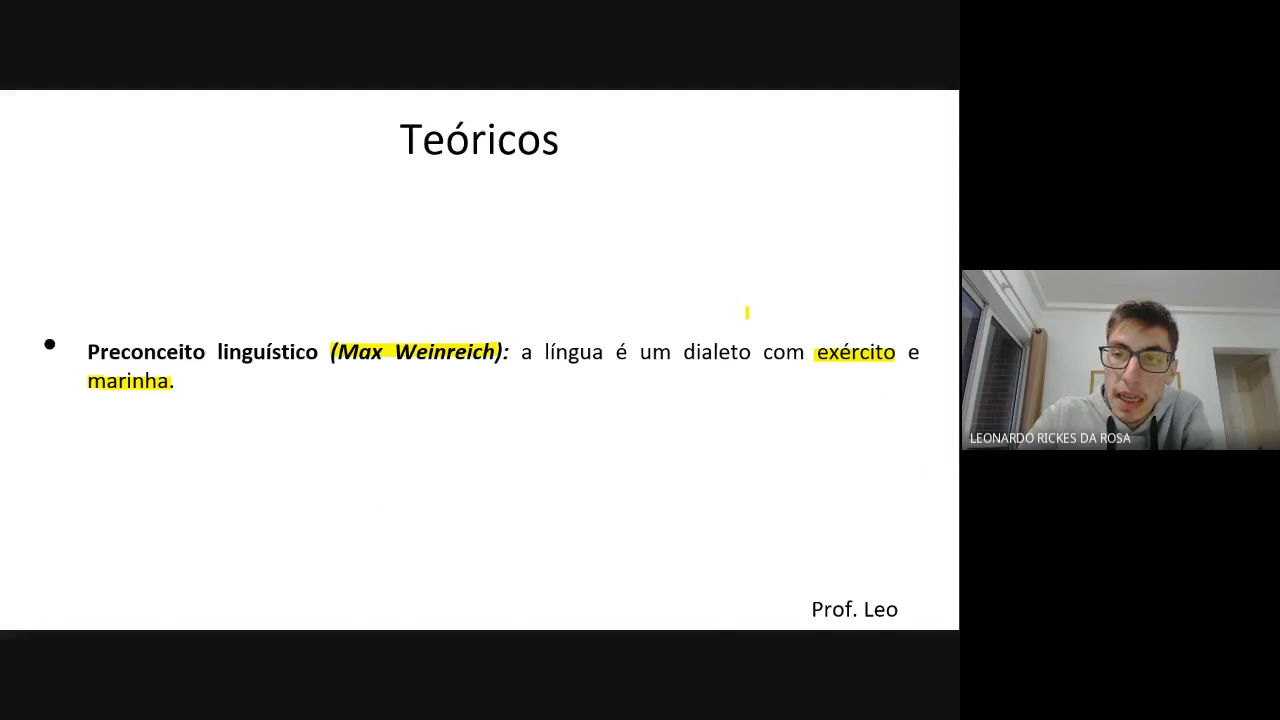 Teóricos
Preconceito linguístico (Max Weinreich): a língua é um dialeto com exército e
marinha.
LEONARDO RICKES DA ROSA
Prof. Leo